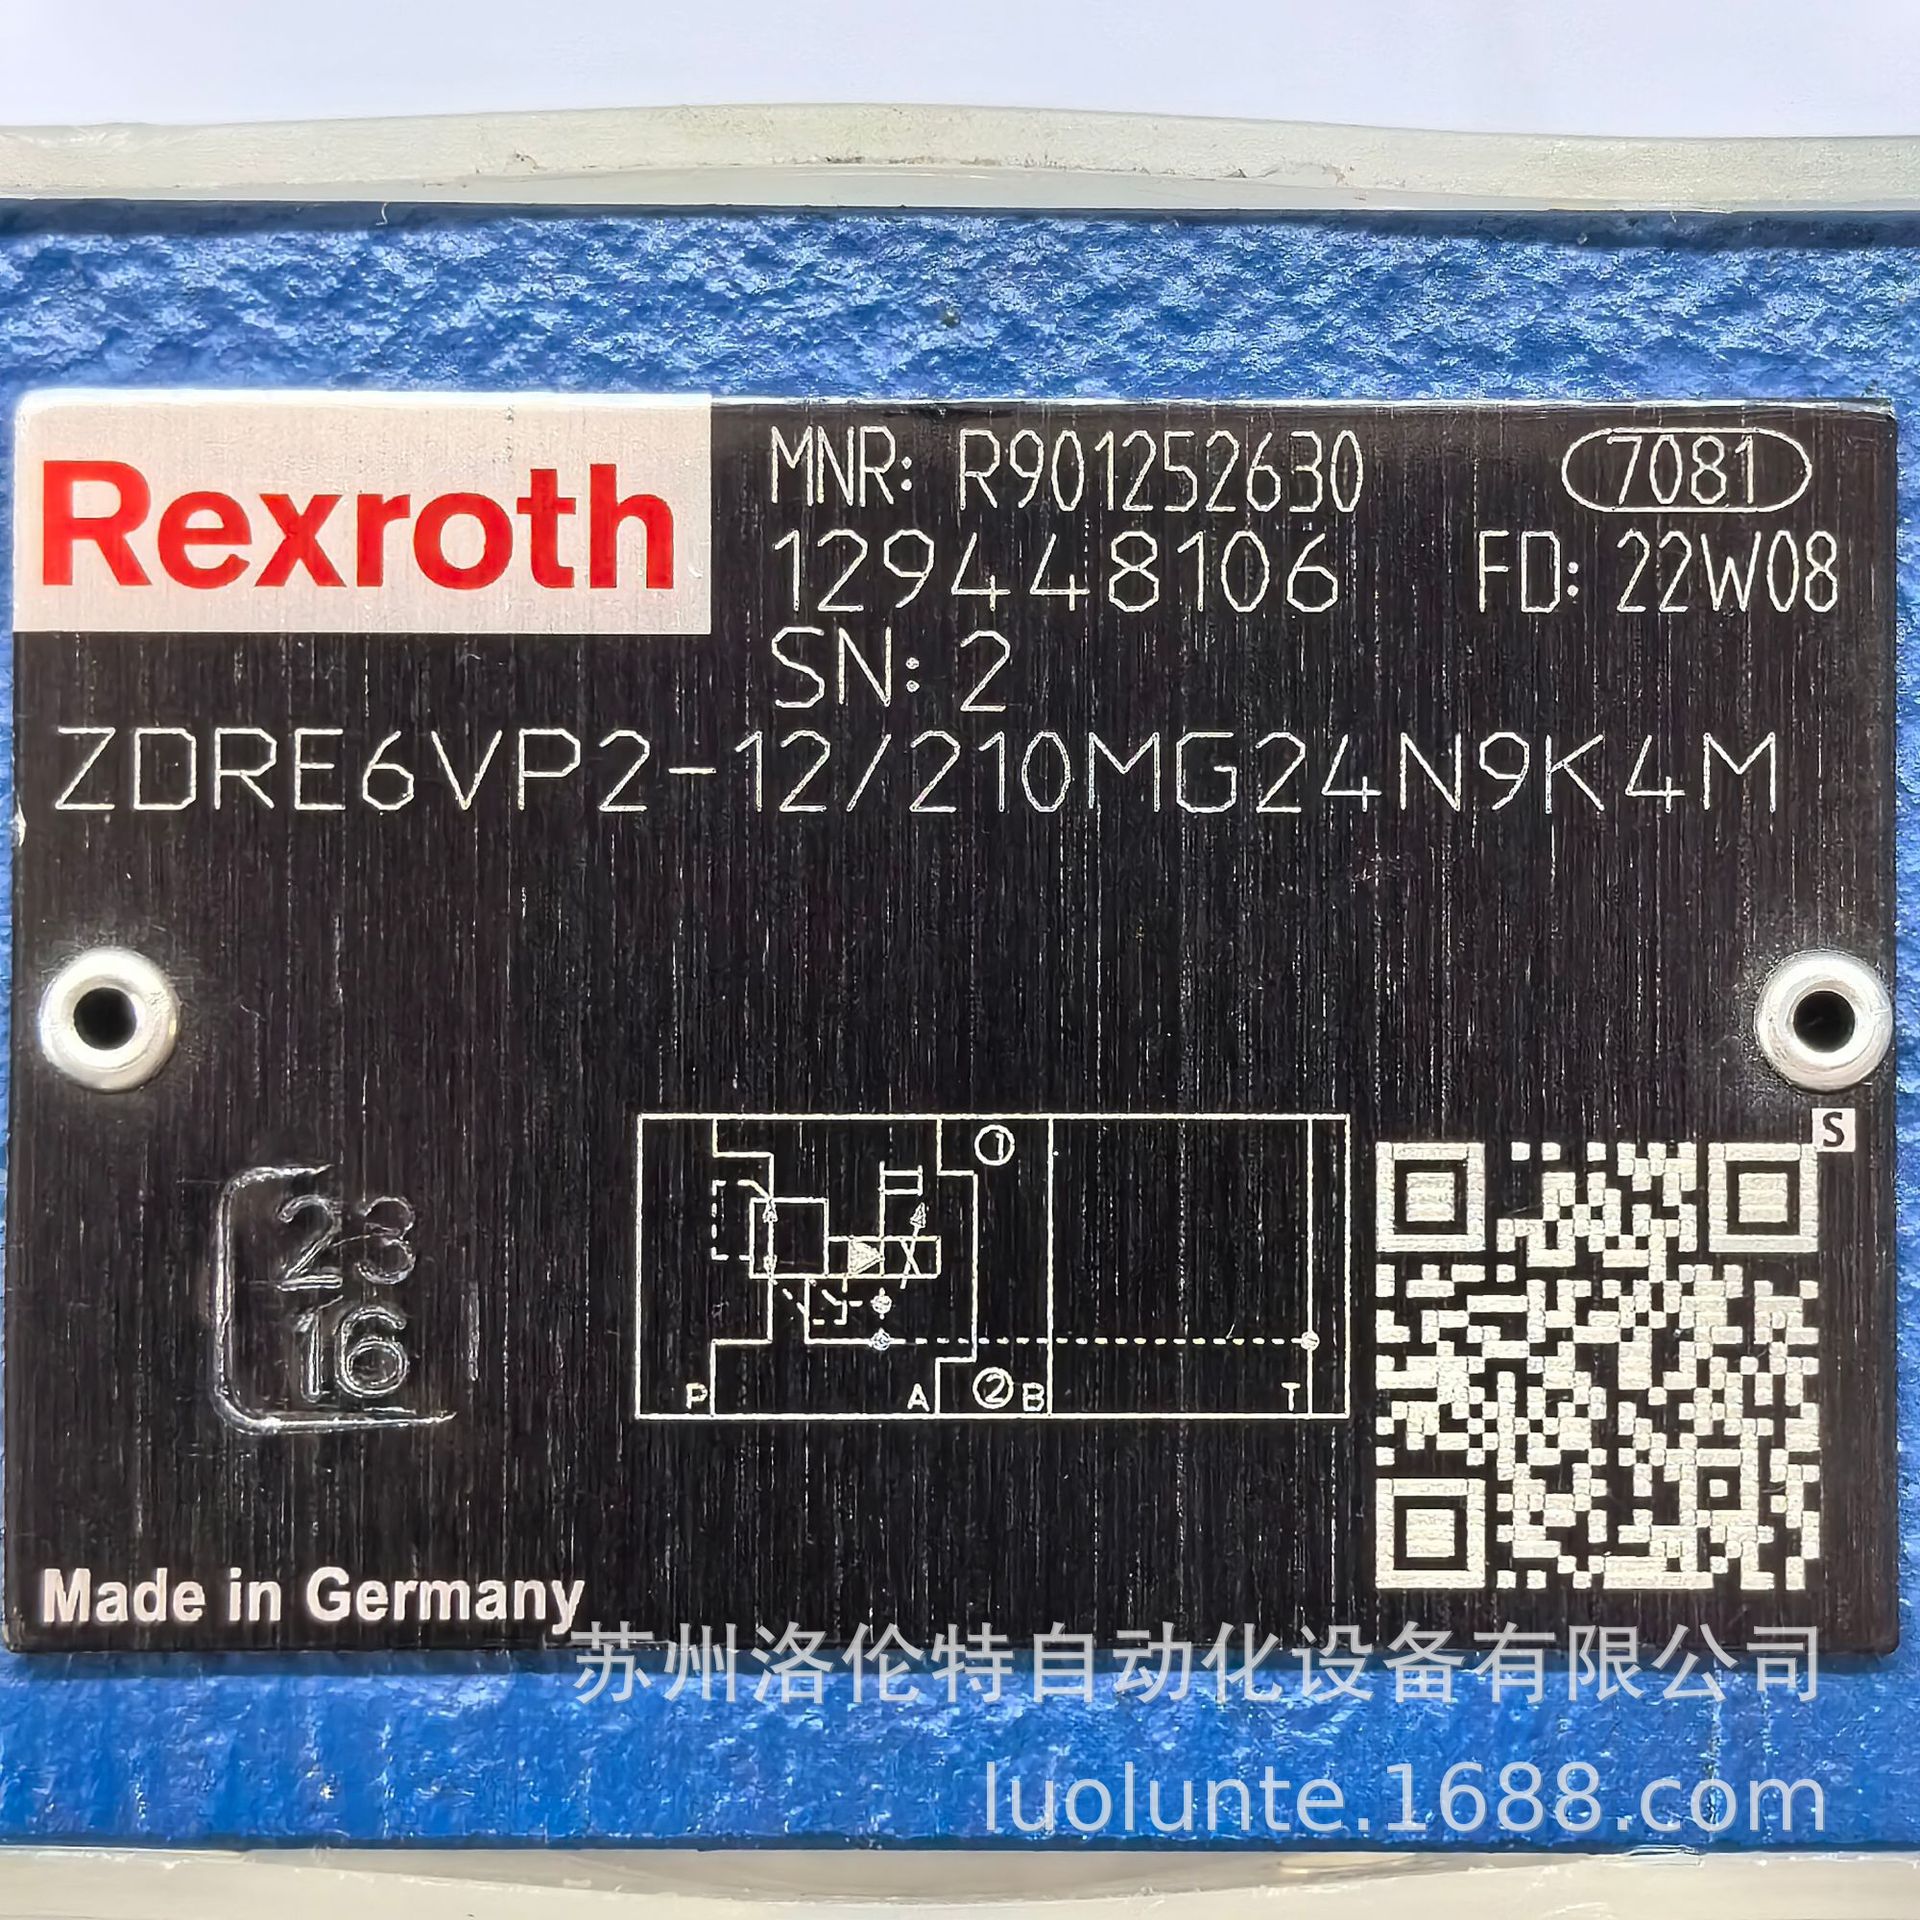 Rexroth
MNR: R901252630
7081
129448106
FD: 22W08
SN: 2
ZDRE6VP2-12/210MG24N9K4M
S
23
16
①
P
A
②
B
T
Made in Germany
苏州洛伦特自动化设备有限公司
luolunte.1688.com